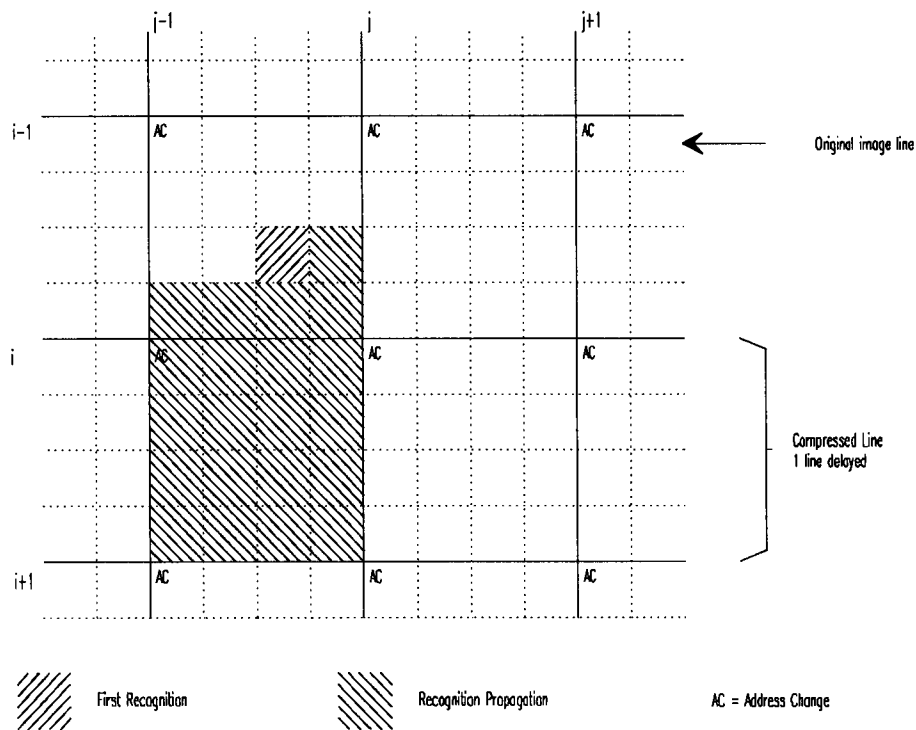 j-1 j j+1
i-1 AC AC AC Original image line
i AC AC AC
Compressed Line
1 line delayed
i+1 AC AC AC
First Recognition Recognition Propagation AC = Address Change